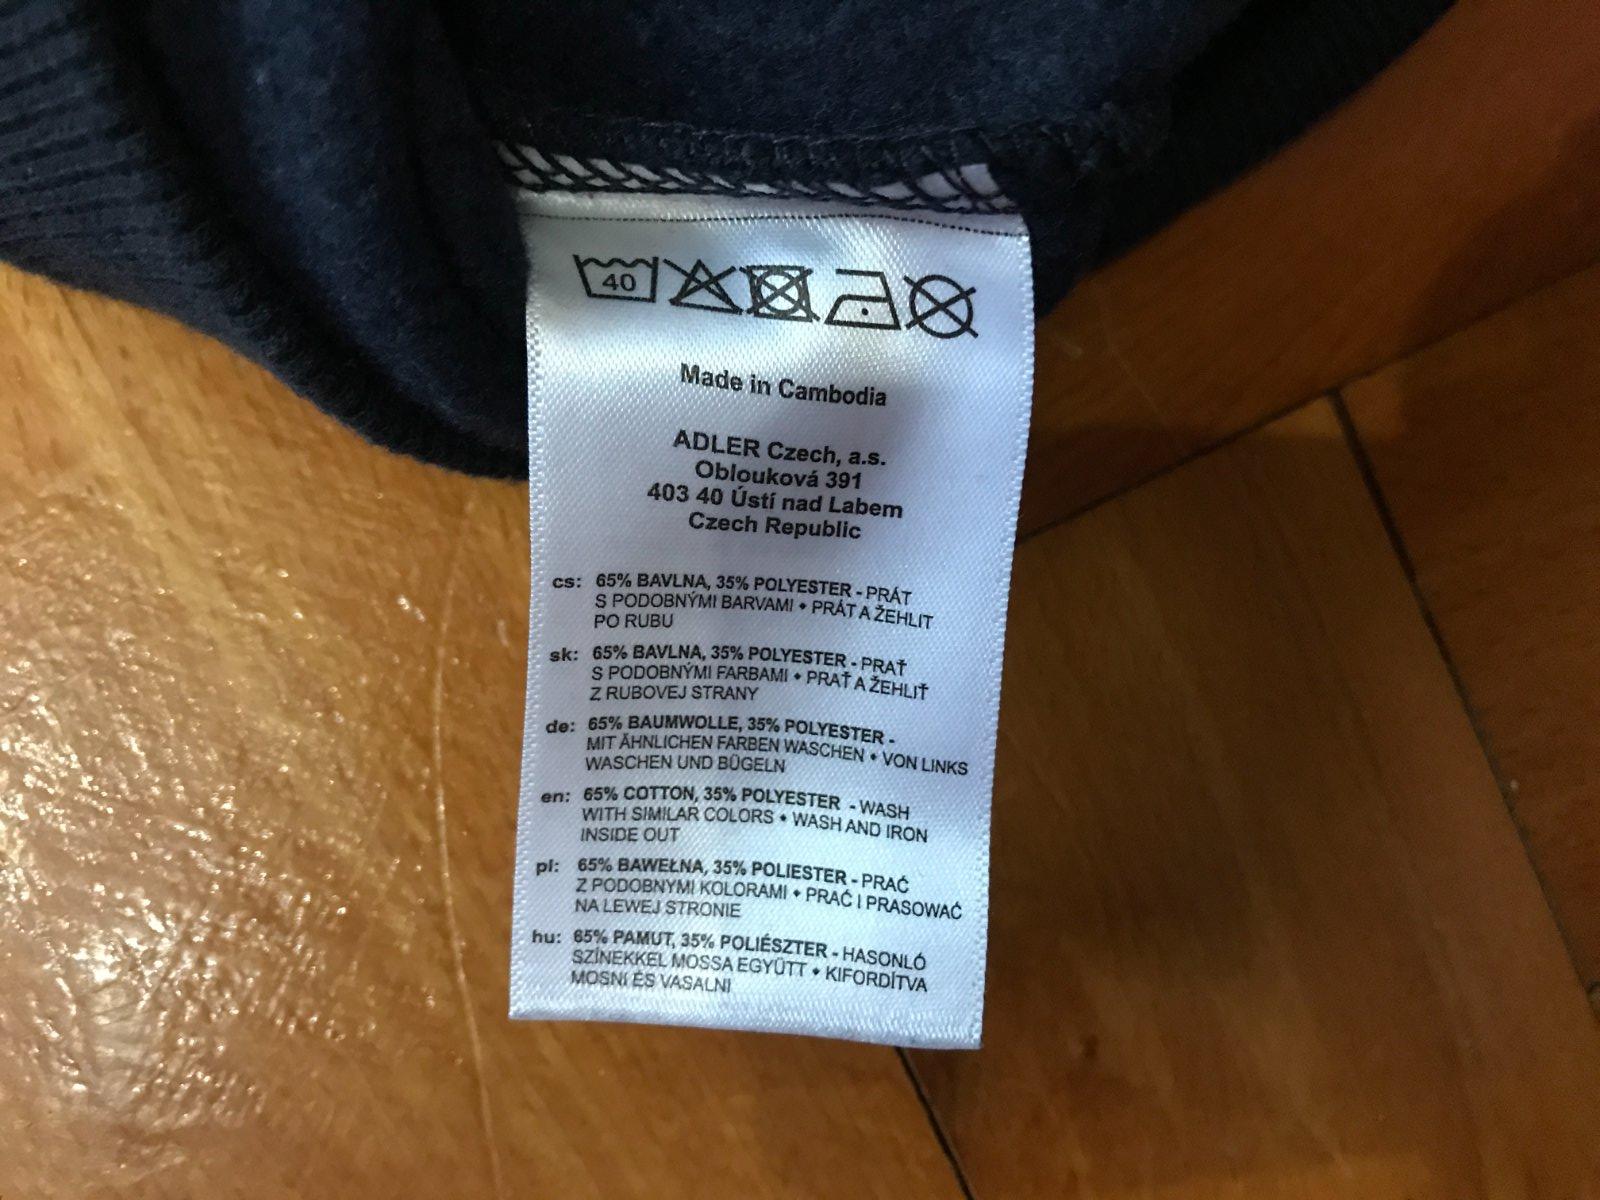 40
Made in Cambodia
ADLER Czech, a.s.
Oblouková 391
403 40 Ústí nad Labem
Czech Republic
cs: 65% BAVLNA, 35% POLYESTER - PRÁT
S PODOBNÝMI BARVAMI • PRÁT A ŽEHLIT
PO RUBU
sk: 65% BAVLNA, 35% POLYESTER - PRAŤ
S PODOBNÝMI FARBAMI • PRAŤ A ŽEHLIŤ
Z RUBOVEJ STRANY
de: 65% BAUMWOLLE, 35% POLYESTER -
MIT ÄHNLICHEN FARBEN WASCHEN • VON LINKS
WASCHEN UND BÜGELN
en: 65% COTTON, 35% POLYESTER - WASH
WITH SIMILAR COLORS • WASH AND IRON
INSIDE OUT
pl: 65% BAWEŁNA, 35% POLIESTER - PRAĆ
Z PODOBNYMI KOLORAMI • PRAĆ I PRASOWAĆ
NA LEWEJ STRONIE
hu: 65% PAMUT, 35% POLIÉSZTER - HASONLÓ
SZÍNEKKEL MOSSA EGYÜTT • KIFORDÍTVA
MOSNI ÉS VASALNI